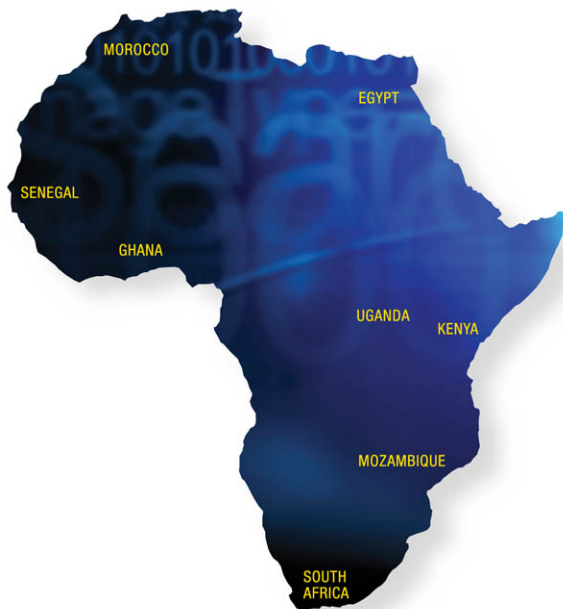 MOROCCO
EGYPT
SENEGAL
GHANA
UGANDA
KENYA
MOZAMBIQUE
SOUTH
AFRICA